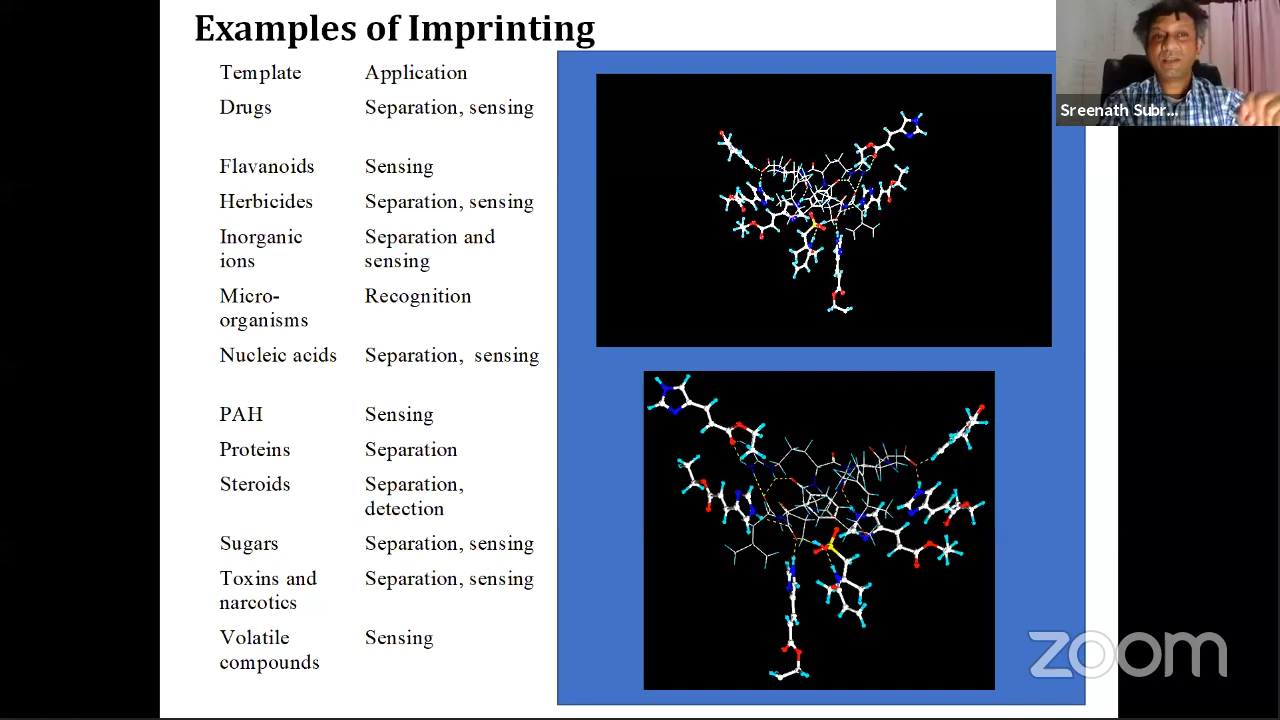 Examples of Imprinting
Template Application
Drugs Separation, sensing
Flavanoids Sensing
Herbicides Separation, sensing
Inorganic Separation and
ions sensing
Micro- Recognition
organisms
Nucleic acids Separation, sensing
PAH Sensing
Proteins Separation
Steroids Separation,
detection
Sugars Separation, sensing
Toxins and Separation, sensing
narcotics
Volatile Sensing
compounds
Sreenath Subr...
zoom